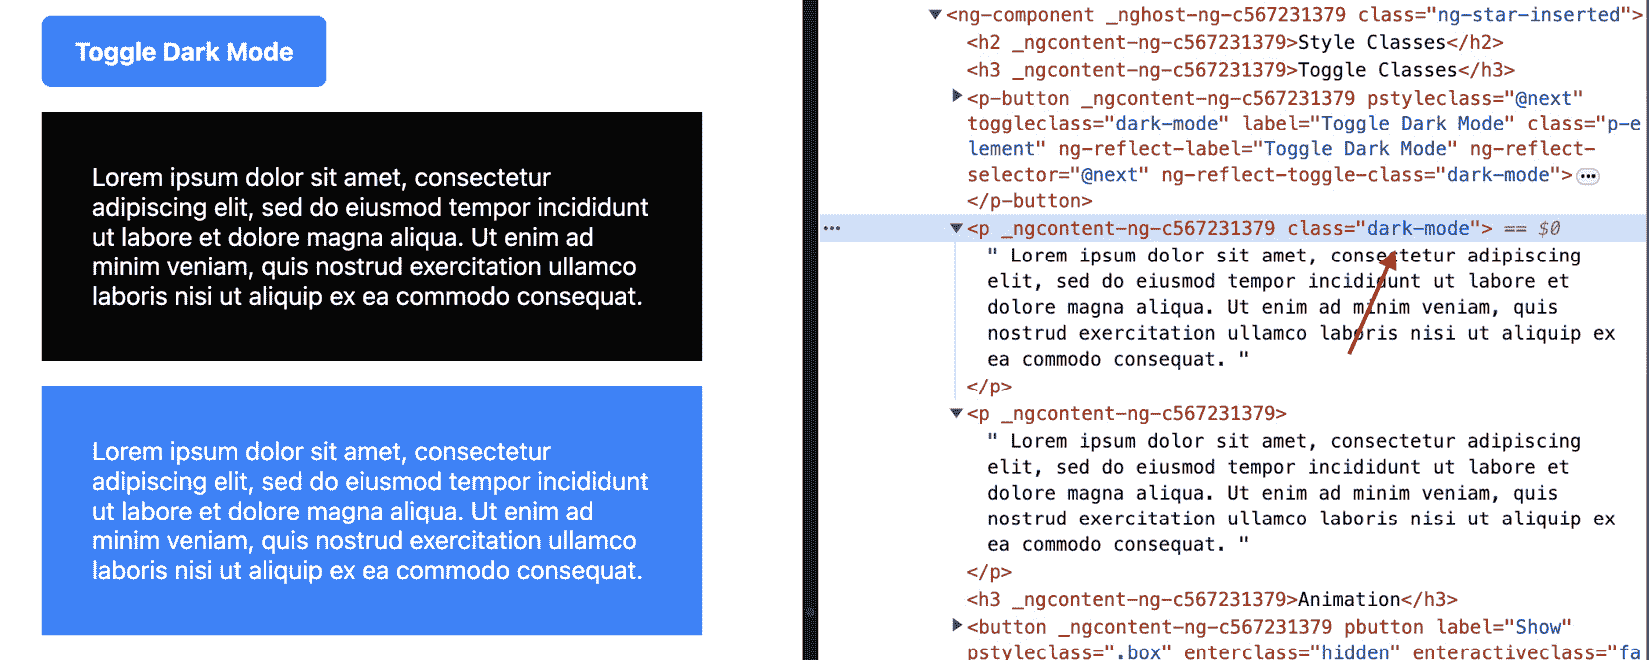 Toggle Dark Mode
Lorem ipsum dolor sit amet, consectetur
adipiscing elit, sed do eiusmod tempor incididunt
ut labore et dolore magna aliqua. Ut enim ad
minim veniam, quis nostrud exercitation ullamco
laboris nisi ut aliquip ex ea commodo consequat.
Lorem ipsum dolor sit amet, consectetur
adipiscing elit, sed do eiusmod tempor incididunt
ut labore et dolore magna aliqua. Ut enim ad
minim veniam, quis nostrud exercitation ullamco
laboris nisi ut aliquip ex ea commodo consequat.
<ng-component _nghost-ng-c567231379 class="ng-star-inserted">
<h2 _ngcontent-ng-c567231379>Style Classes</h2>
<h3 _ngcontent-ng-c567231379>Toggle Classes</h3>
<p-button _ngcontent-ng-c567231379 pstyleclass="@next"
toggleclass="dark-mode" label="Toggle Dark Mode" class="p-e
lement" ng-reflect-label="Toggle Dark Mode" ng-reflect-
selector="@next" ng-reflect-toggle-class="dark-mode">…
</p-button>
<p _ngcontent-ng-c567231379 class="dark-mode"> == $0
" Lorem ipsum dolor sit amet, consectetur adipiscing
elit, sed do eiusmod tempor incididunt ut labore et
dolore magna aliqua. Ut enim ad minim veniam, quis
nostrud exercitation ullamco laboris nisi ut aliquip ex
ea commodo consequat. "
</p>
<p _ngcontent-ng-c567231379>
" Lorem ipsum dolor sit amet, consectetur adipiscing
elit, sed do eiusmod tempor incididunt ut labore et
dolore magna aliqua. Ut enim ad minim veniam, quis
nostrud exercitation ullamco laboris nisi ut aliquip ex
ea commodo consequat. "
</p>
<h3 _ngcontent-ng-c567231379>Animation</h3>
<button _ngcontent-ng-c567231379 pbutton label="Show"
pstyleclass=".box" enterclass="hidden" enteractiveclass="fa